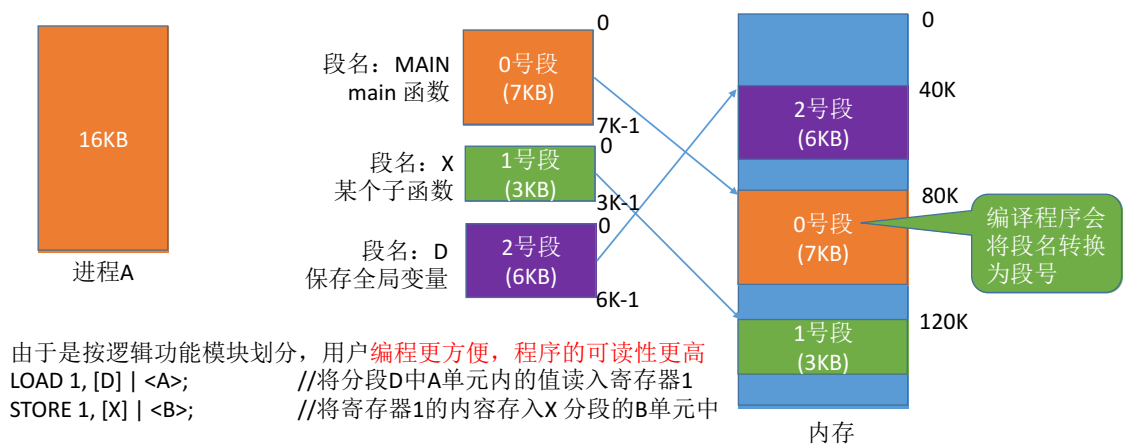 16KB
进程A
段名：MAIN
main 函数
0号段
(7KB)
0
7K-1
段名：X
某个子函数
1号段
(3KB)
0
3K-1
段名：D
保存全局变量
2号段
(6KB)
0
6K-1
0
40K
2号段
(6KB)
80K
0号段
(7KB)
编译程序会
将段名转换
为段号
120K
1号段
(3KB)
内存
由于是按逻辑功能模块划分，用户编程更方便，程序的可读性更高
LOAD 1, [D] | <A>; //将分段D中A单元内的值读入寄存器1
STORE 1, [X] | <B>; //将寄存器1的内容存入X 分段的B单元中